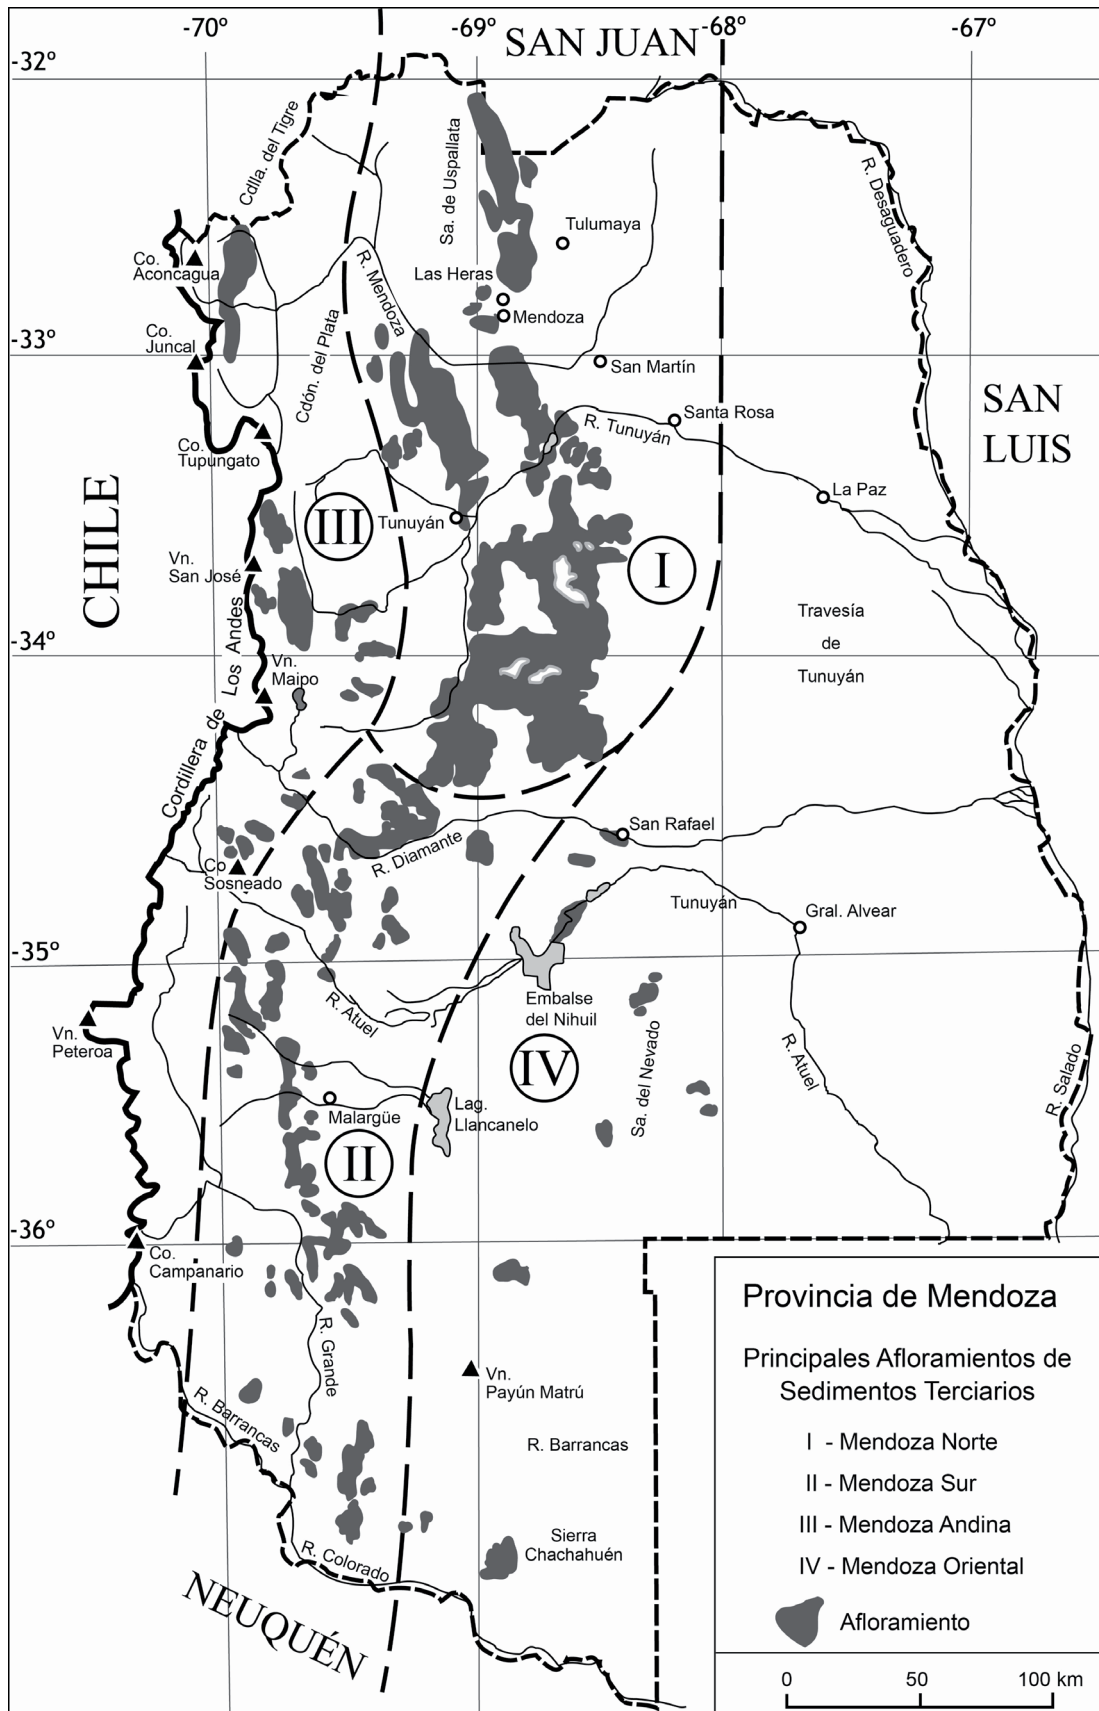 -70º
-69º
-68º
-67º
SAN JUAN
-32º
Cdlla. del Tigre
Sa. de Uspallata
R. Desaguadero
Tulumaya
Co.
Aconcagua
Las Heras
R. Mendoza
Mendoza
Cdón. del Plata
Co.
Juncal
-33º
San Martín
SAN
LUIS
Santa Rosa
R. Tunuyán
Co.
Tupungato
CHILE
La Paz
III
Tunuyán
I
Vn.
San José
Travesía
de
Tunuyán
-34º
Vn.
Maipo
Cordillera de Los Andes
San Rafael
R. Diamante
Co
Sosneado
Tunuyán
Gral. Alvear
-35º
R. Atuel
Embalse
del Nihuil
Vn.
Peteroa
IV
Sa. del Nevado
R. Atuel
R. Salado
Lag.
Llancanelo
Malargüe
II
-36º
Co.
Campanario
R. Grande
Vn.
Payún Matrú
R. Barrancas
R. Barrancas
Sierra
Chachahuén
R. Colorado
NEUQUÉN
Provincia de Mendoza
Principales Afloramientos de
Sedimentos Terciarios
I - Mendoza Norte
II - Mendoza Sur
III - Mendoza Andina
IV - Mendoza Oriental
Afloramiento
0 50 100 km